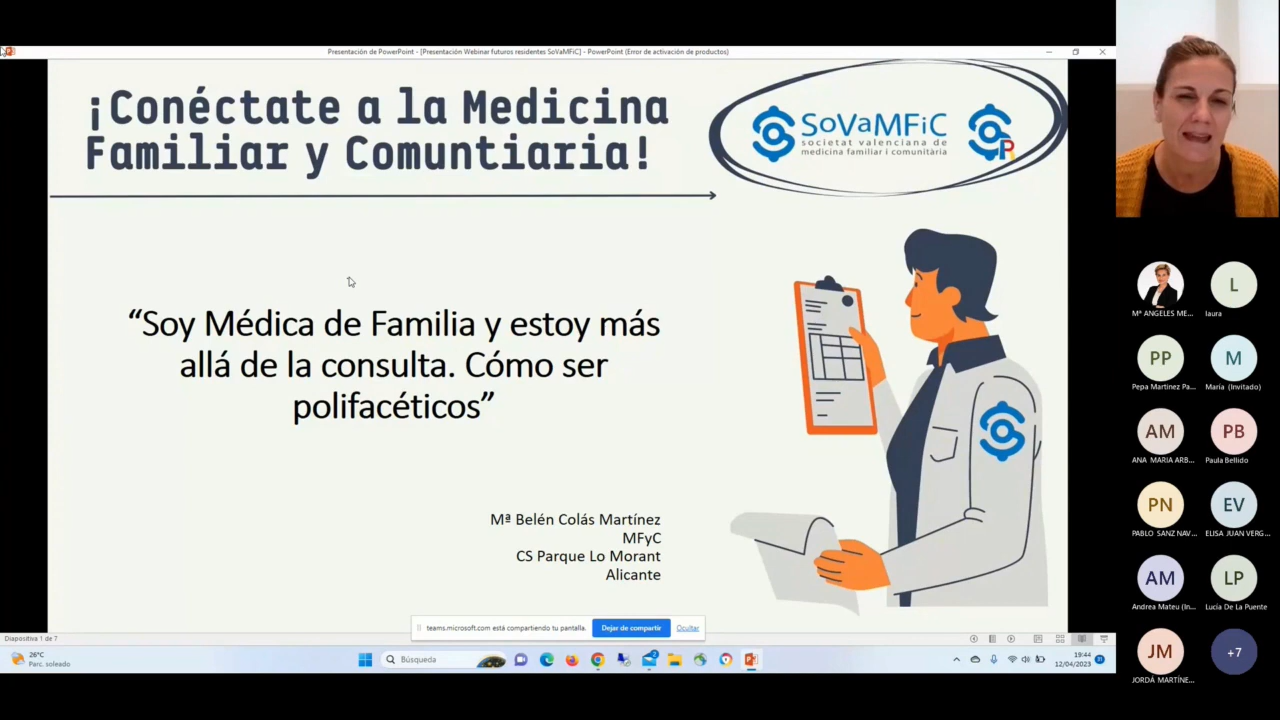 Presentación de PowerPoint - [Presentación Webinar futuros residentes SoVaMFiC] - PowerPoint (Error de activación de productos)
¡Conéctate a la Medicina
Familiar y Comuntiaria!
SoVaMFiC
societat valenciana de
medicina familiar i comunitària
PR
“Soy Médica de Familia y estoy más
allá de la consulta. Cómo ser
polifacéticos”
Mª Belén Colás Martínez
MFyC
CS Parque Lo Morant
Alicante
teams.microsoft.com está compartiendo tu pantalla.
Dejar de compartir
Ocultar
Diapositiva 1 de 7
26°C
Parc. soleado
Búsqueda
19:44
12/04/2023
Mª ANGELES ME...
L
laura
PP
Pepa Martinez Pa...
M
Maria (Invitado)
AM
ANA MARIA ARB...
PB
Paula Bellido
PN
PABLO SANZ NAV...
EV
ELISA JUAN VERG...
AM
Andrea Mateu (In...
LP
Lucía De La Puente
JM
JORDÁ MARTÍNE...
+7